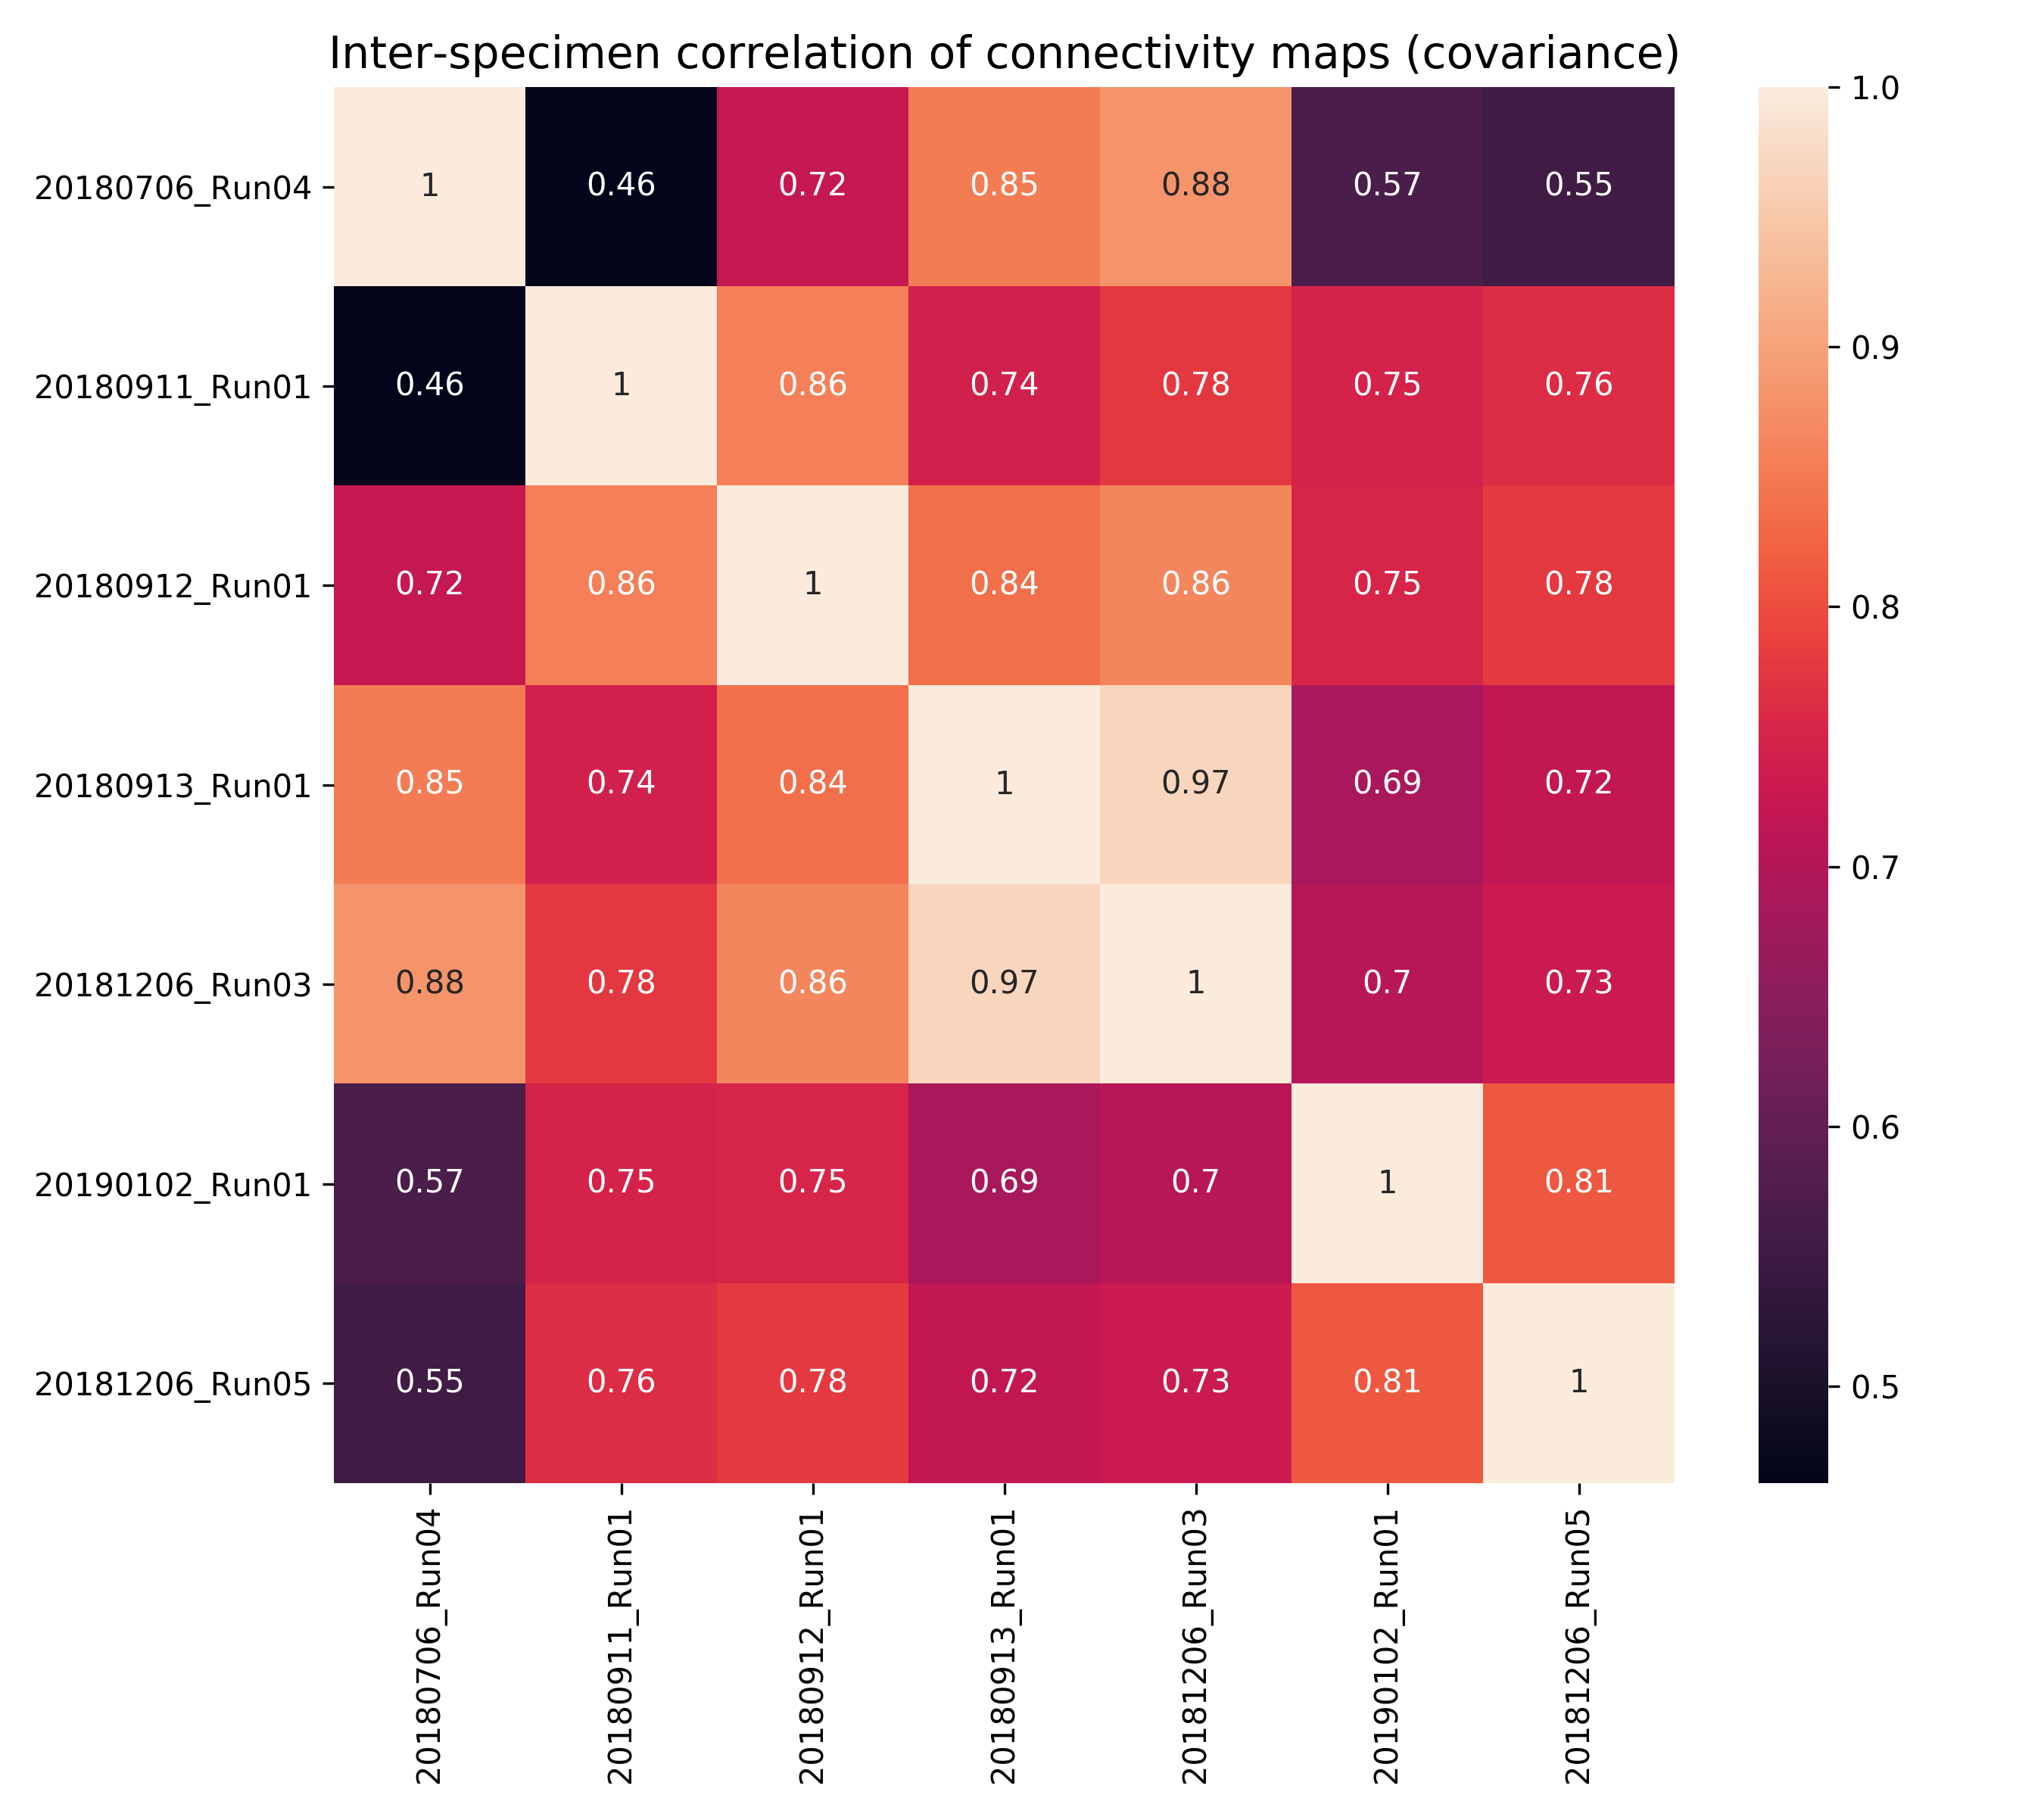 Inter-specimen correlation of connectivity maps (covariance)
20180706_Run04 1 0.46 0.72 0.85 0.88 0.57 0.55
20180911_Run01 0.46 1 0.86 0.74 0.78 0.75 0.76
20180912_Run01 0.72 0.86 1 0.84 0.86 0.75 0.78
20180913_Run01 0.85 0.74 0.84 1 0.97 0.69 0.72
20181206_Run03 0.88 0.78 0.86 0.97 1 0.7 0.73
20190102_Run01 0.57 0.75 0.75 0.69 0.7 1 0.81
20181206_Run05 0.55 0.76 0.78 0.72 0.73 0.81 1
20180706_Run04
20180911_Run01
20180912_Run01
20180913_Run01
20181206_Run03
20190102_Run01
20181206_Run05
1.0
0.9
0.8
0.7
0.6
0.5